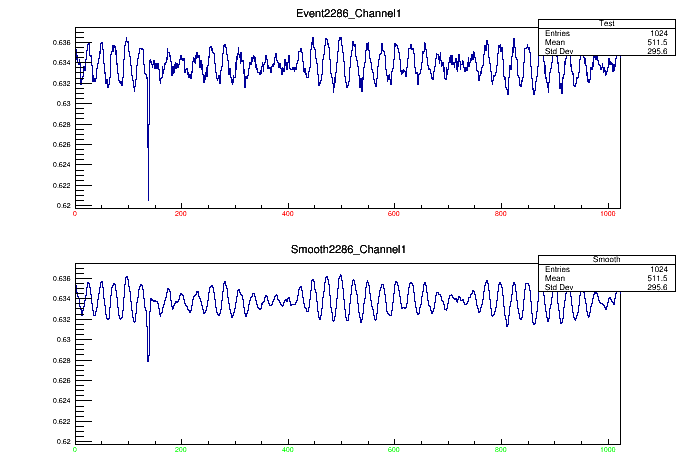 Event2286_Channel1
Test
Entries 1024
Mean 511.5
Std Dev 295.6
0.636
0.634
0.632
0.63
0.628
0.626
0.624
0.622
0.62
0 200 400 600 800 1000
Smooth2286_Channel1
Smooth
Entries 1024
Mean 511.5
Std Dev 295.6
0.636
0.634
0.632
0.63
0.628
0.626
0.624
0.622
0.62
0 200 400 600 800 1000